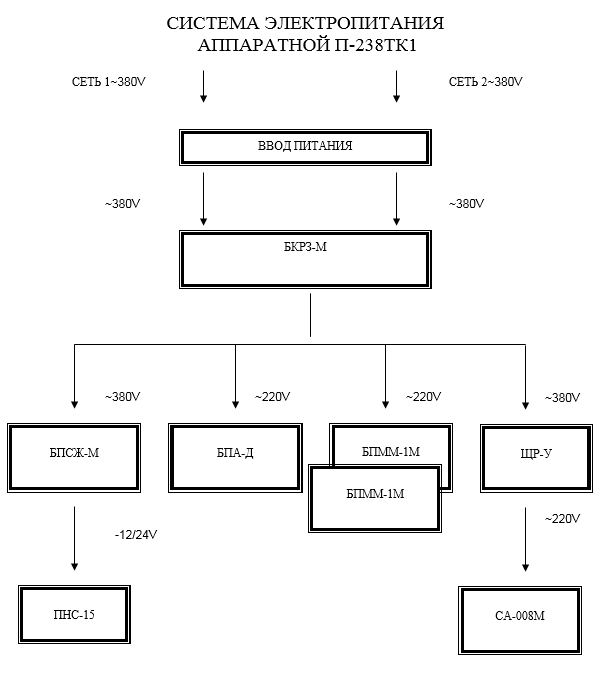 СИСТЕМА ЭЛЕКТРОПИТАНИЯ
АППАРАТНОЙ П-238ТК1
СЕТЬ 1~380V
СЕТЬ 2~380V
ВВОД ПИТАНИЯ
~380V
~380V
БКРЗ-М
~380V
~220V
~220V
~380V
БПСЖ-М
БПА-Д
БПММ-1М
ЩР-У
БПММ-1М
-12/24V
~220V
ПНС-15
СА-008М